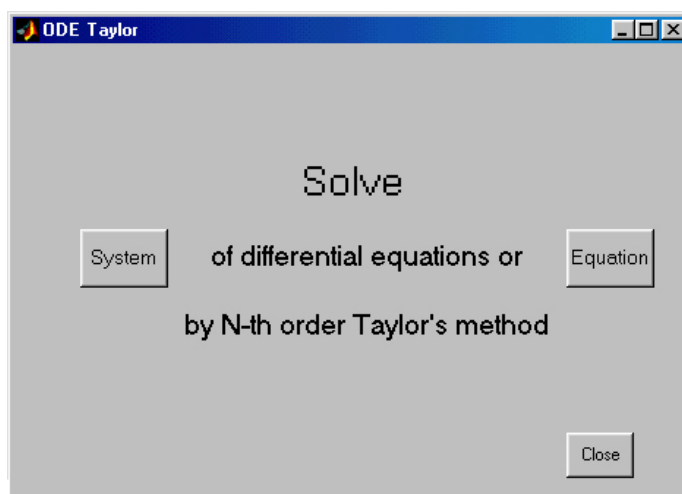 ODE Taylor
Solve
System of differential equations or Equation
by N-th order Taylor's method
Close